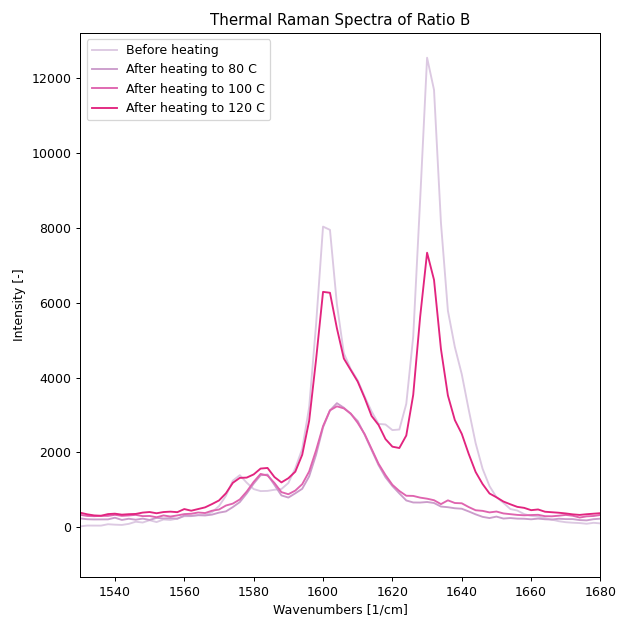 Thermal Raman Spectra of Ratio B
Before heating
After heating to 80 C
After heating to 100 C
After heating to 120 C
12000
10000
8000
6000
4000
2000
0
Intensity [-]
1540 1560 1580 1600 1620 1640 1660 1680
Wavenumbers [1/cm]